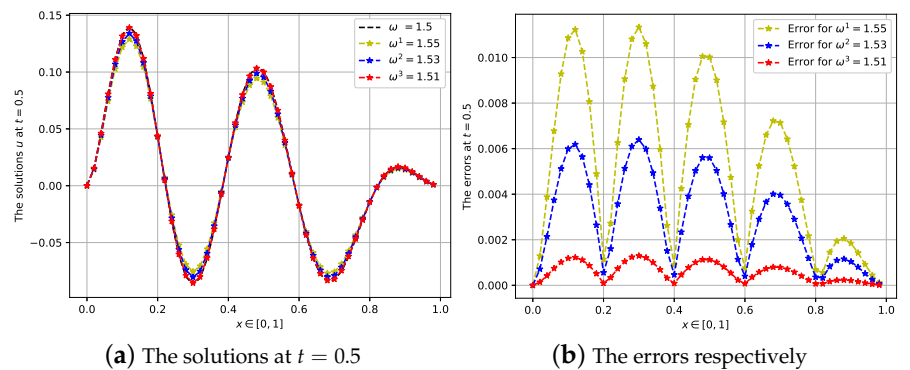 0.15
0.10
0.05
0.00
−0.05
0.0 0.2 0.4 0.6 0.8 1.0
The solutions u at t = 0.5
x ∈ [0, 1]
ω = 1.5
ω¹ = 1.55
ω² = 1.53
ω³ = 1.51
(a) The solutions at t = 0.5
0.010
0.008
0.006
0.004
0.002
0.000
0.0 0.2 0.4 0.6 0.8 1.0
The errors at t = 0.5
x ∈ [0, 1]
Error for ω¹ = 1.55
Error for ω² = 1.53
Error for ω³ = 1.51
(b) The errors respectively